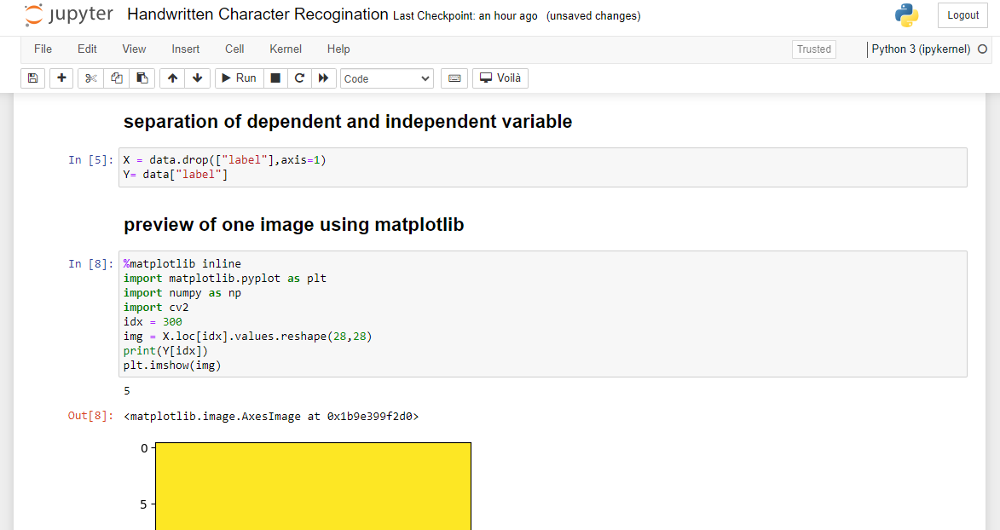 jupyter Handwritten Character Recogination Last Checkpoint: an hour ago (unsaved changes) Logout
File Edit View Insert Cell Kernel Help Trusted Python 3 (ipykernel)
Run Code Voilà
separation of dependent and independent variable
In [5]: X = data.drop(["label"],axis=1)
Y= data["label"]
preview of one image using matplotlib
In [8]: %matplotlib inline
import matplotlib.pyplot as plt
import numpy as np
import cv2
idx = 300
img = X.loc[idx].values.reshape(28,28)
print(Y[idx])
plt.imshow(img)
5
Out[8]: <matplotlib.image.AxesImage at 0x1b9e399f2d0>
0
5